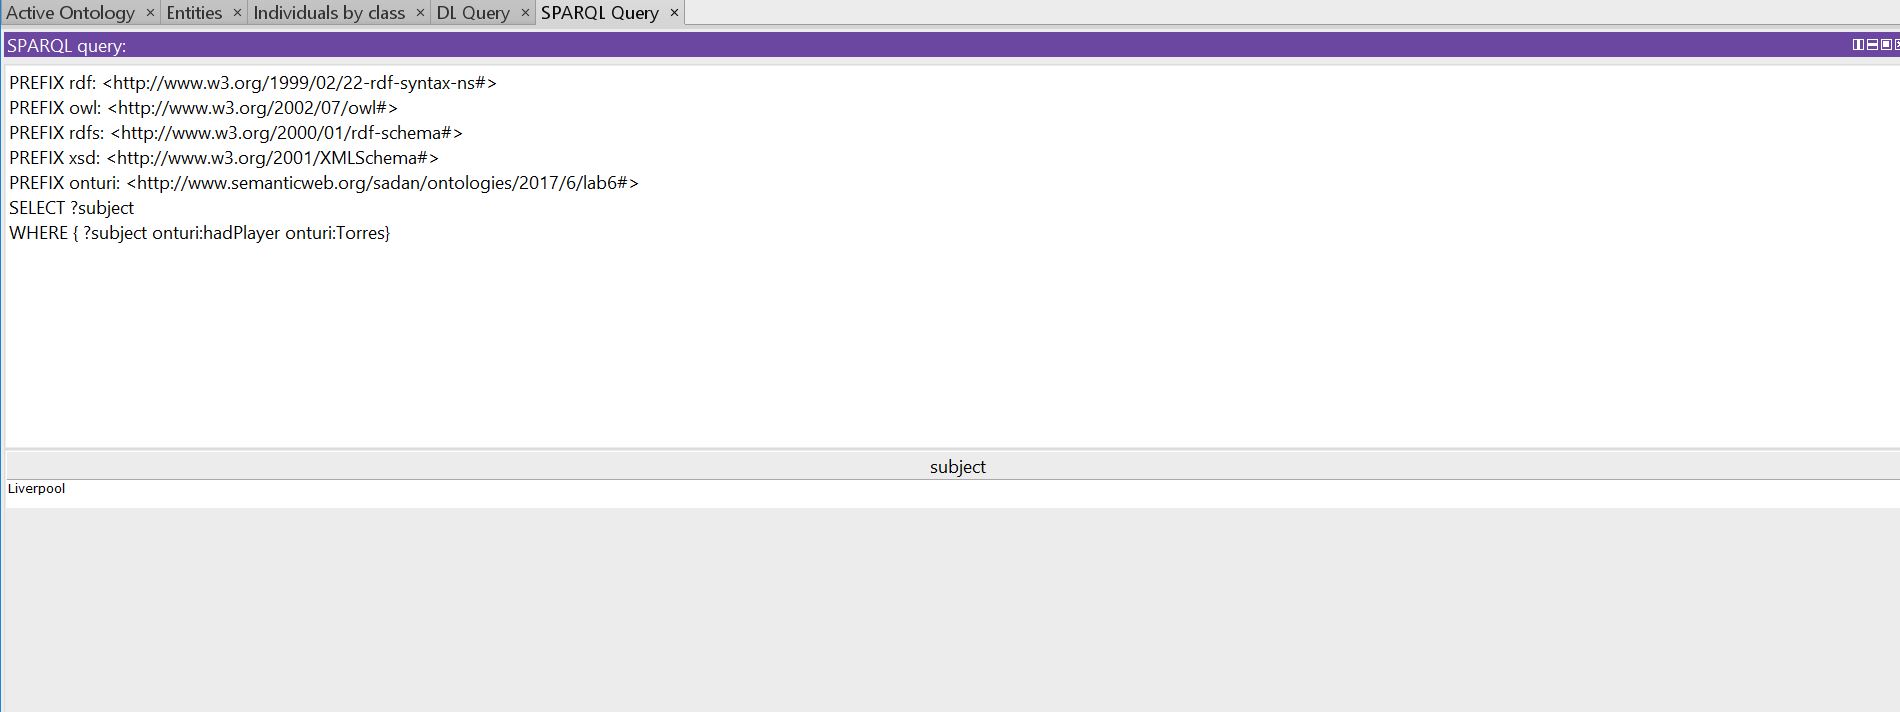 Active Ontology × Entities × Individuals by class × DL Query × SPARQL Query ×
SPARQL query:
PREFIX rdf: <http://www.w3.org/1999/02/22-rdf-syntax-ns#>
PREFIX owl: <http://www.w3.org/2002/07/owl#>
PREFIX rdfs: <http://www.w3.org/2000/01/rdf-schema#>
PREFIX xsd: <http://www.w3.org/2001/XMLSchema#>
PREFIX onturi: <http://www.semanticweb.org/sadan/ontologies/2017/6/lab6#>
SELECT ?subject
WHERE { ?subject onturi:hadPlayer onturi:Torres}
subject
Liverpool